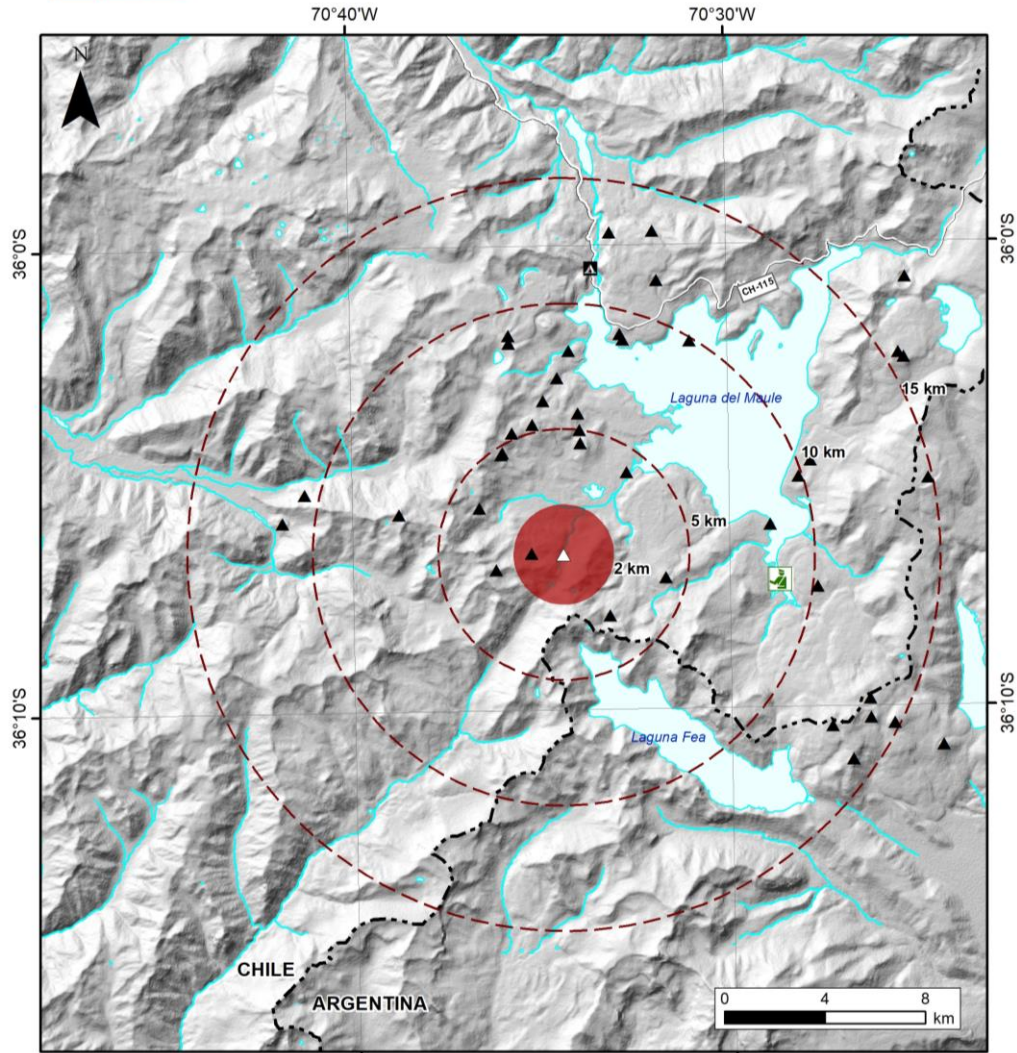 70°40'W
70°30'W
N
36°0'S
36°0'S
CH-115
15 km
Laguna del Maule
10 km
5 km
2 km
36°10'S
36°10'S
Laguna Fea
CHILE
ARGENTINA
0 4 8
km